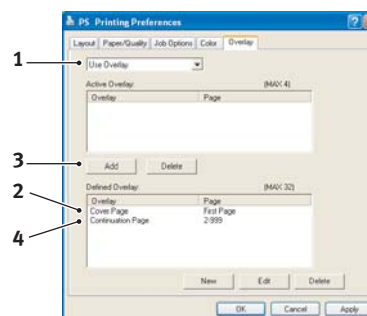 PS Printing Preferences
Layout Paper/Quality Job Options Color Overlay
1
Use Overlay
Active Overlay: (MAX 4)
Overlay Page
3
Add Delete
Defined Overlay: (MAX 32)
Overlay Page
2
Cover Page First Page
4
Continuation Page 2-999
New Edit Delete
OK Cancel Apply